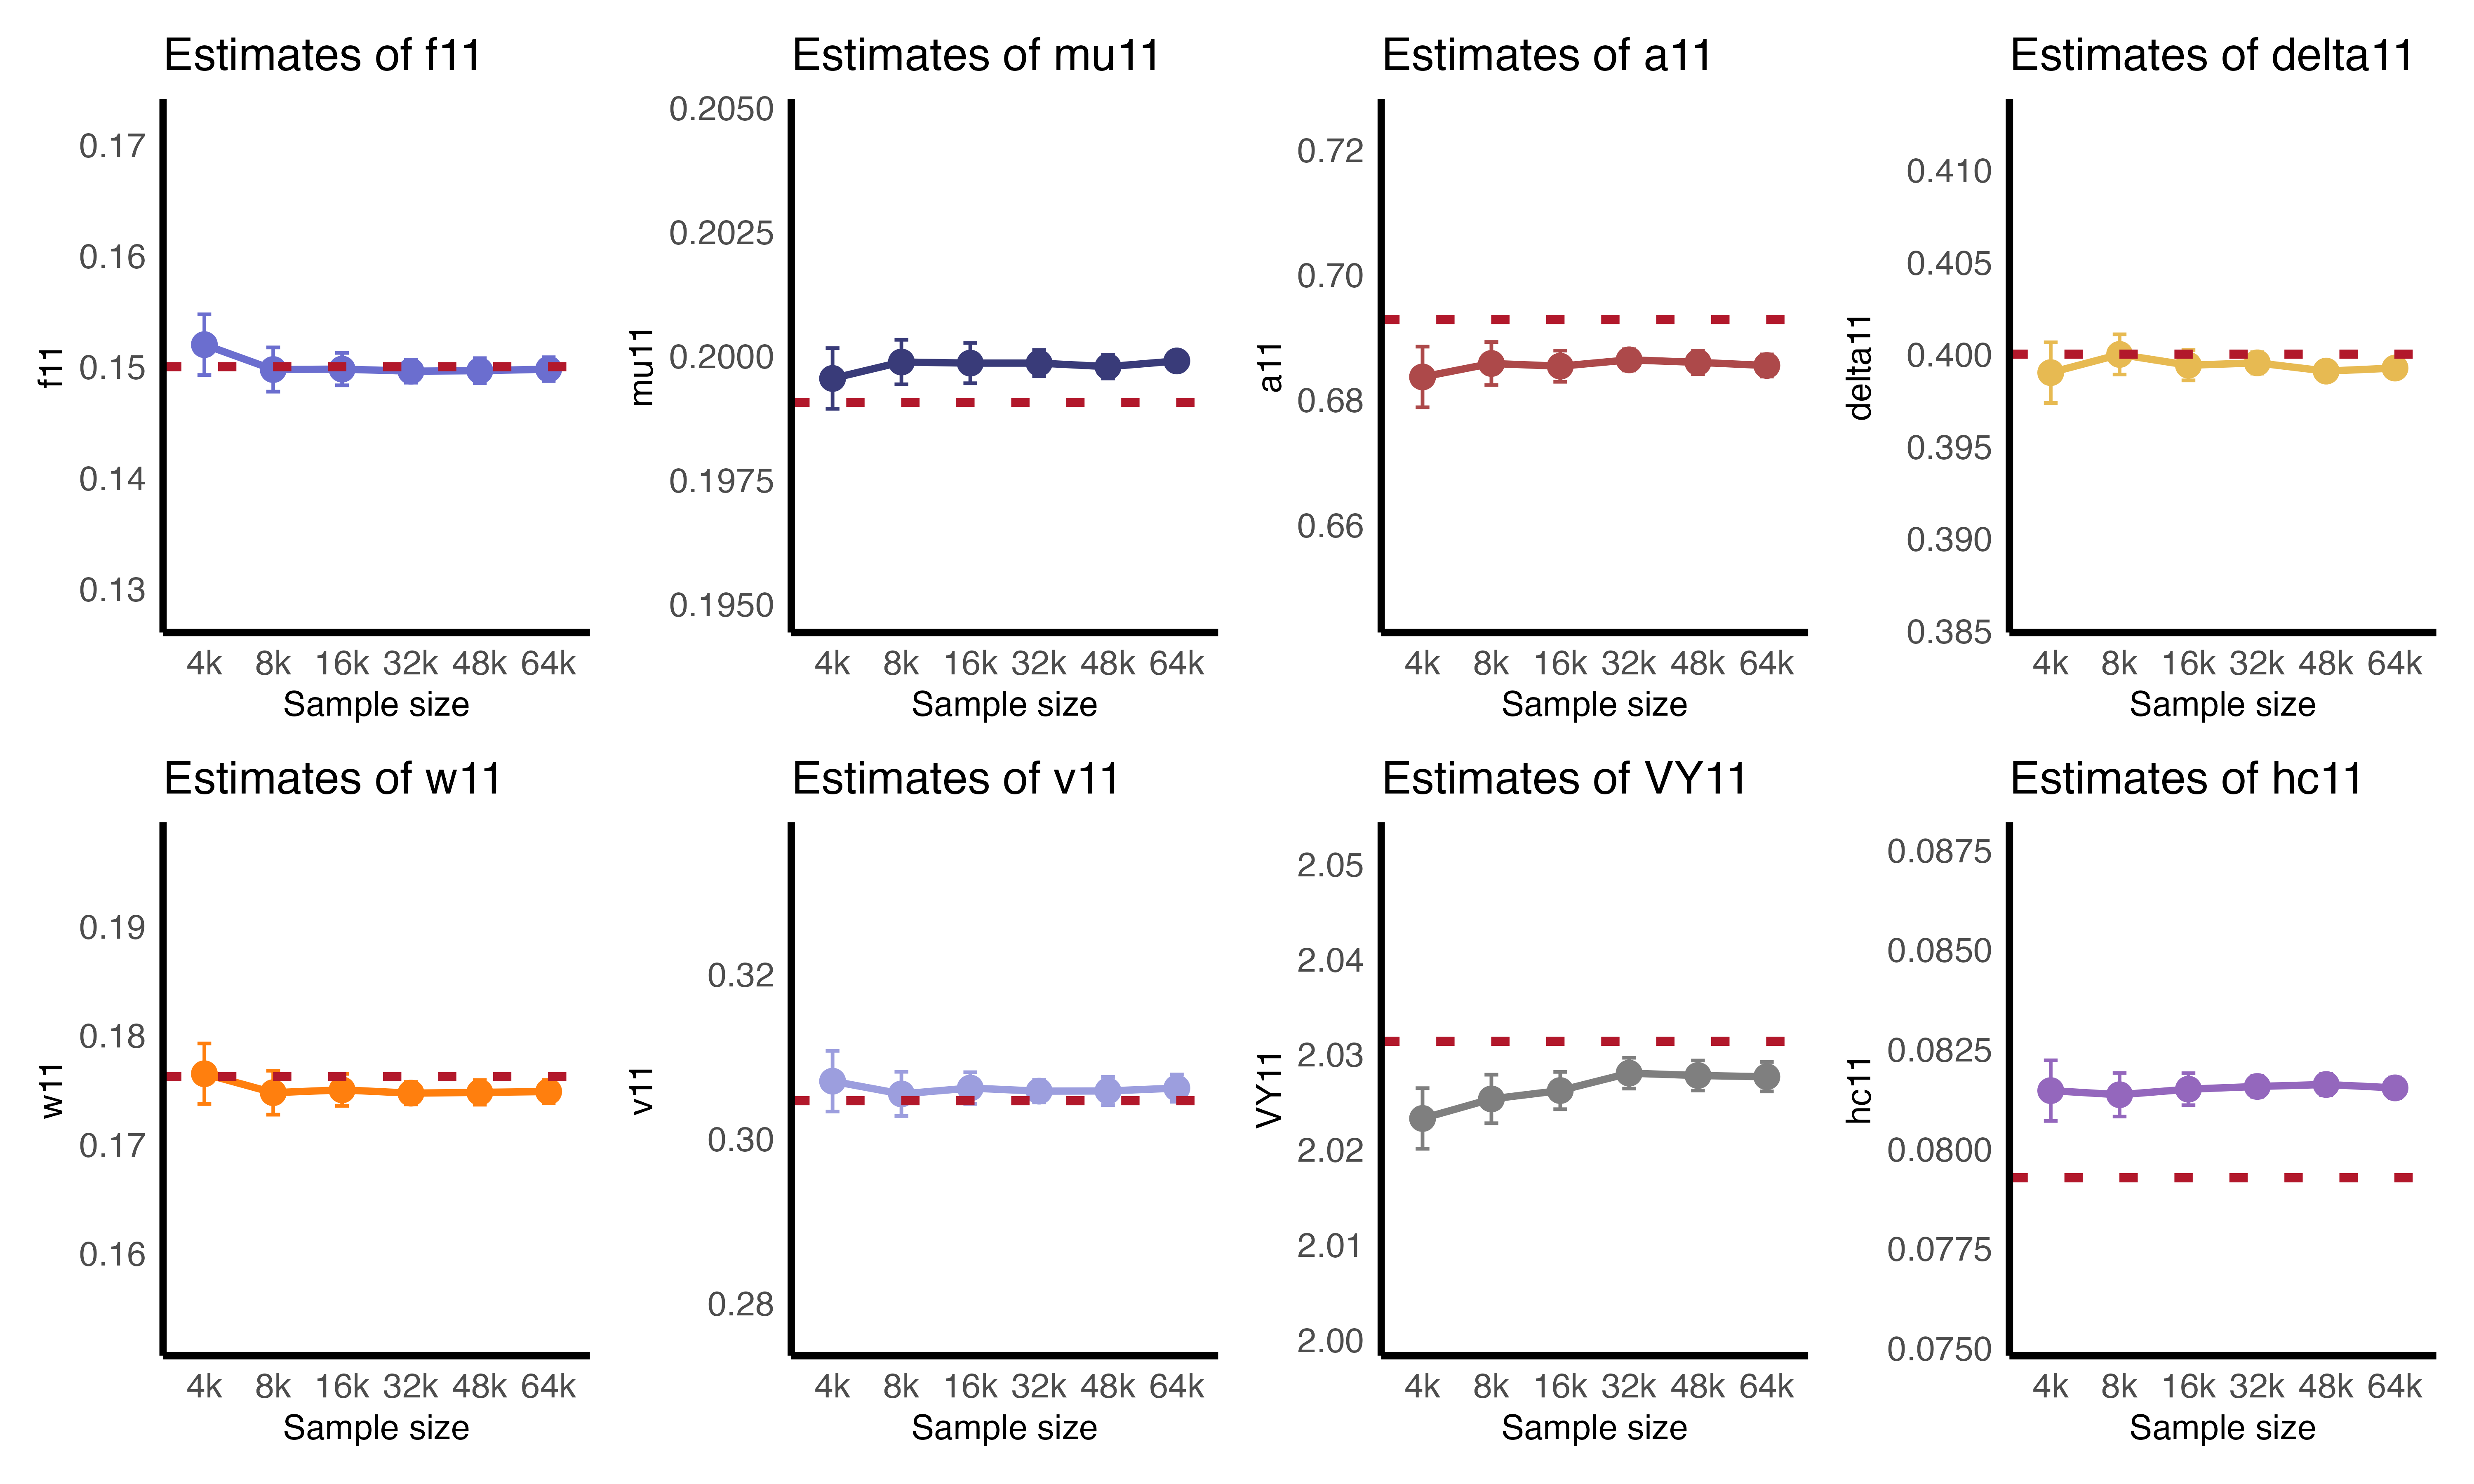 Estimates of f11
0.17
0.16
0.15
0.14
0.13
f11
4k 8k 16k 32k 48k 64k
Sample size
Estimates of mu11
0.2050
0.2025
0.2000
0.1975
0.1950
mu11
4k 8k 16k 32k 48k 64k
Sample size
Estimates of a11
0.72
0.70
0.68
0.66
a11
4k 8k 16k 32k 48k 64k
Sample size
Estimates of delta11
0.410
0.405
0.400
0.395
0.390
0.385
delta11
4k 8k 16k 32k 48k 64k
Sample size
Estimates of w11
0.19
0.18
0.17
0.16
w11
4k 8k 16k 32k 48k 64k
Sample size
Estimates of v11
0.32
0.30
0.28
v11
4k 8k 16k 32k 48k 64k
Sample size
Estimates of VY11
2.05
2.04
2.03
2.02
2.01
2.00
VY11
4k 8k 16k 32k 48k 64k
Sample size
Estimates of hc11
0.0875
0.0850
0.0825
0.0800
0.0775
0.0750
hc11
4k 8k 16k 32k 48k 64k
Sample size